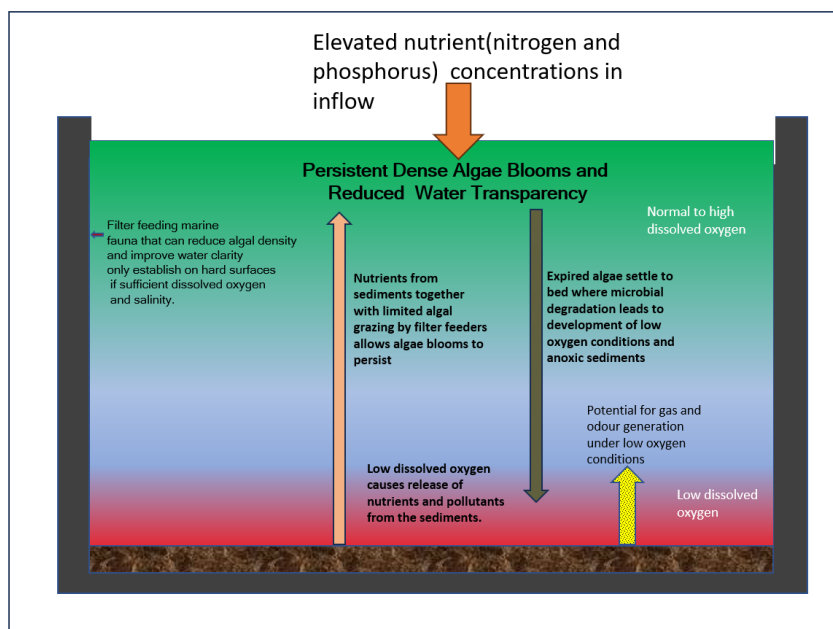 Elevated nutrient(nitrogen and
phosphorus) concentrations in
inflow
Persistent Dense Algae Blooms and
Reduced Water Transparency
Normal to high
dissolved oxygen
Filter feeding marine
fauna that can reduce algal density
and improve water clarity
only establish on hard surfaces
if sufficient dissolved oxygen
and salinity.
Nutrients from
sediments together
with limited algal
grazing by filter feeders
allows algae blooms to
persist
Expired algae settle to
bed where microbial
degradation leads to
development of low
oxygen conditions and
anoxic sediments
Potential for gas and
odour generation
under low oxygen
conditions
Low dissolved oxygen
causes release of
nutrients and pollutants
from the sediments.
Low dissolved
oxygen